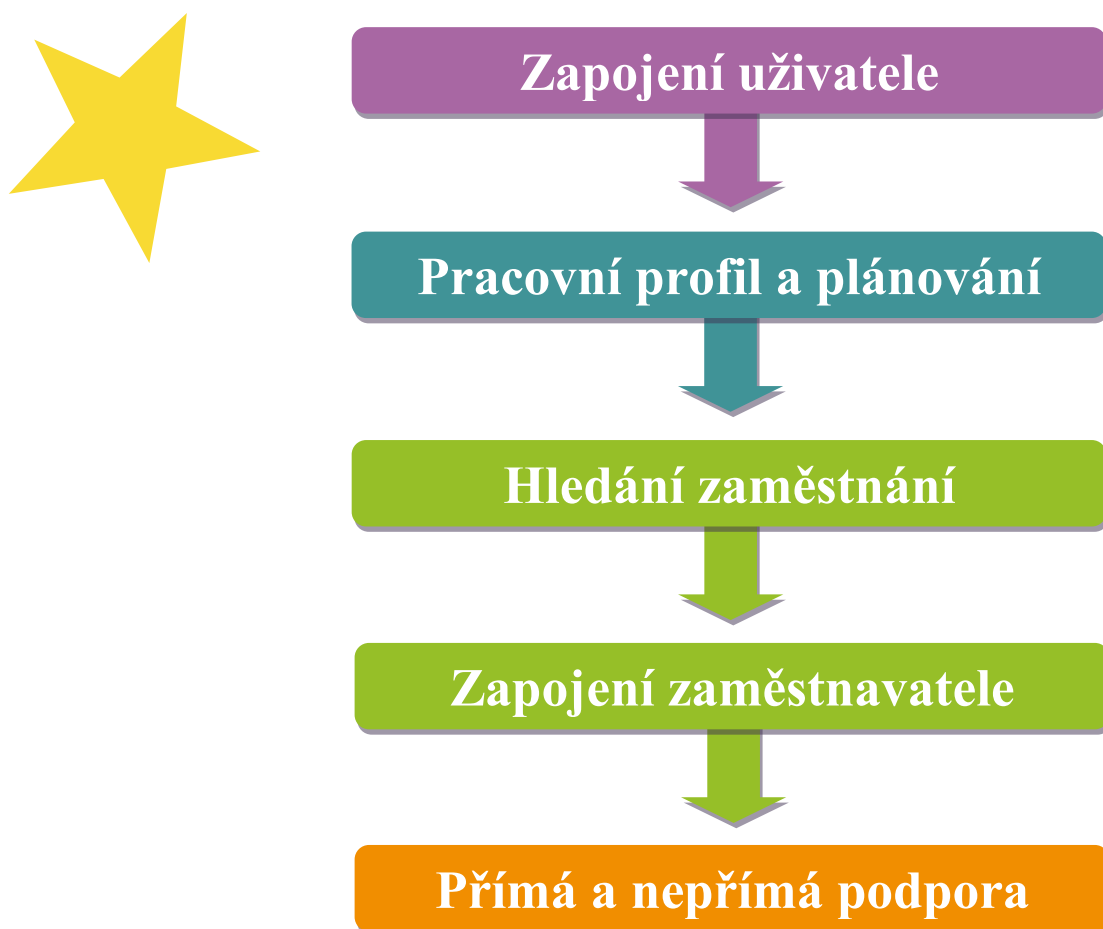 Zapojení uživatele
Pracovní profil a plánování
Hledání zaměstnání
Zapojení zaměstnavatele
Přímá a nepřímá podpora